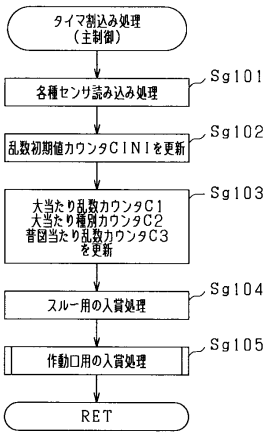 タイマ割込み処理
(主制御)
Sg101
各種センサ読み込み処理
Sg102
乱数初期値カウンタCINIを更新
Sg103
大当たり乱数カウンタC1
大当たり種別カウンタC2
昔図当たり乱数カウンタC3
を更新
Sg104
スルー用の入賞処理
Sg105
作動口用の入賞処理
RET